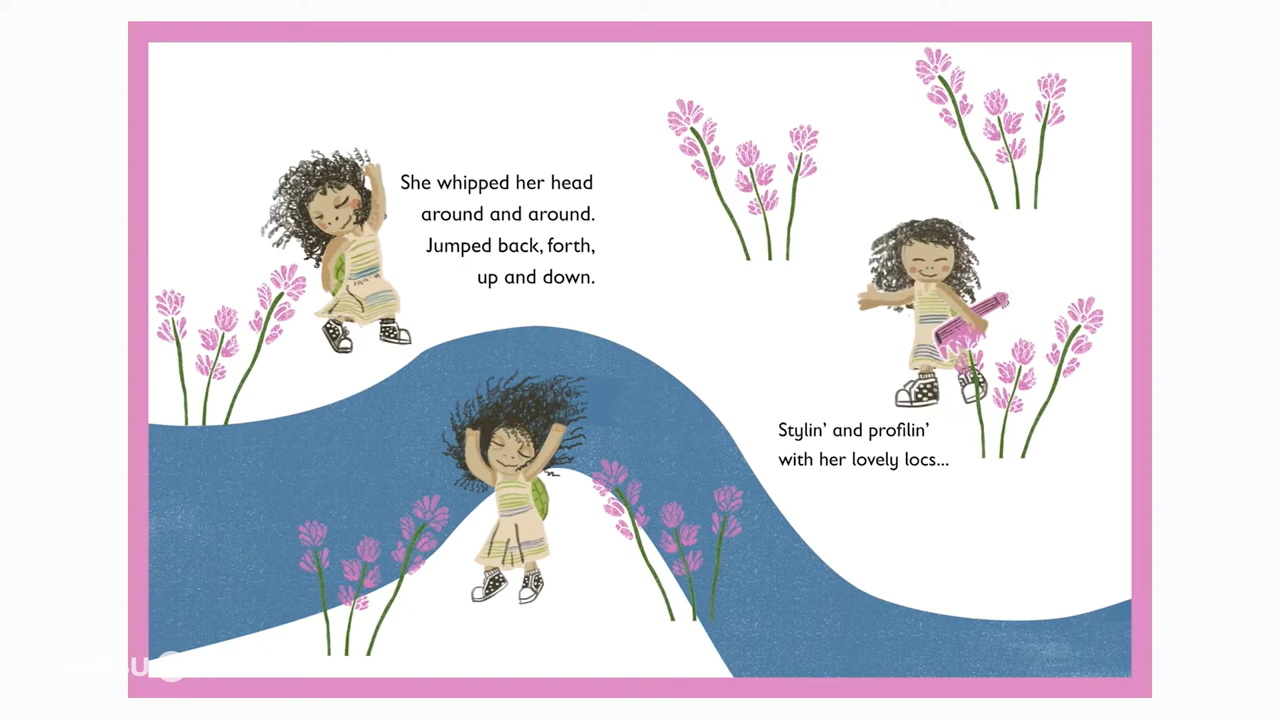 She whipped her head
around and around.
Jumped back, forth,
up and down.
Stylin’ and profilin’
with her lovely locs...